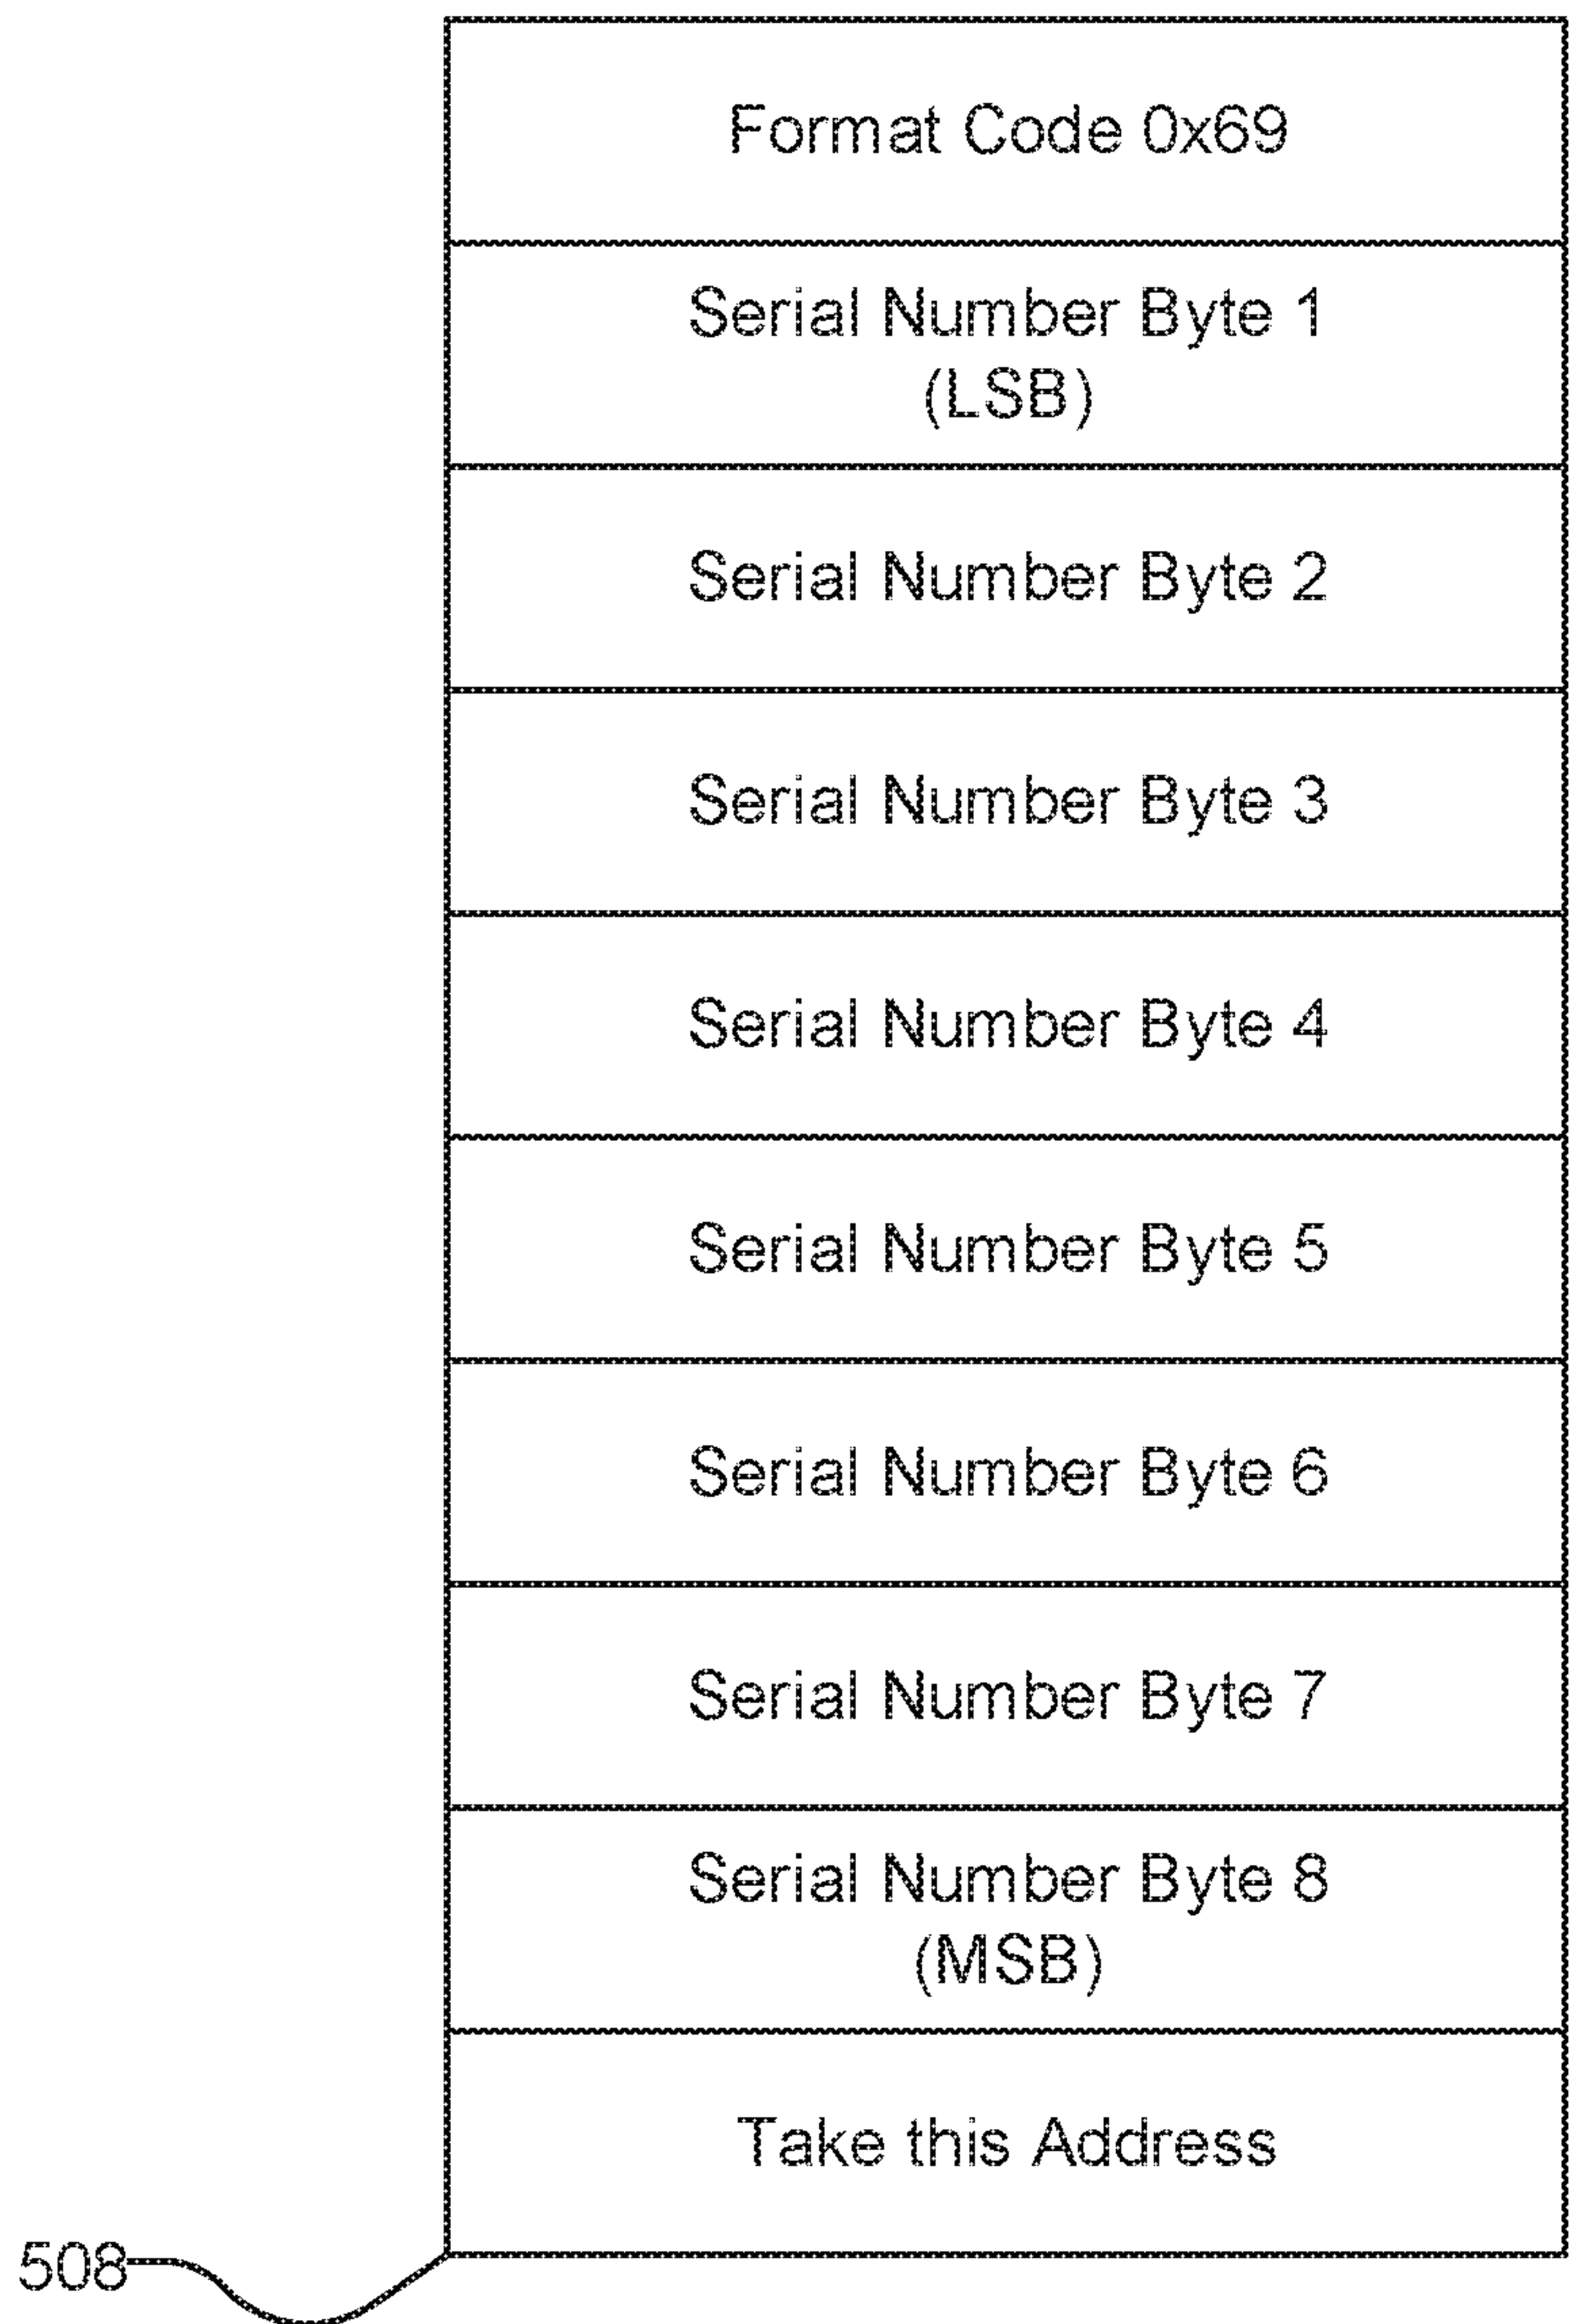 Format Code 0x69
Serial Number Byte 1
(LSB)
Serial Number Byte 2
Serial Number Byte 3
Serial Number Byte 4
Serial Number Byte 5
Serial Number Byte 6
Serial Number Byte 7
Serial Number Byte 8
(MSB)
Take this Address
508